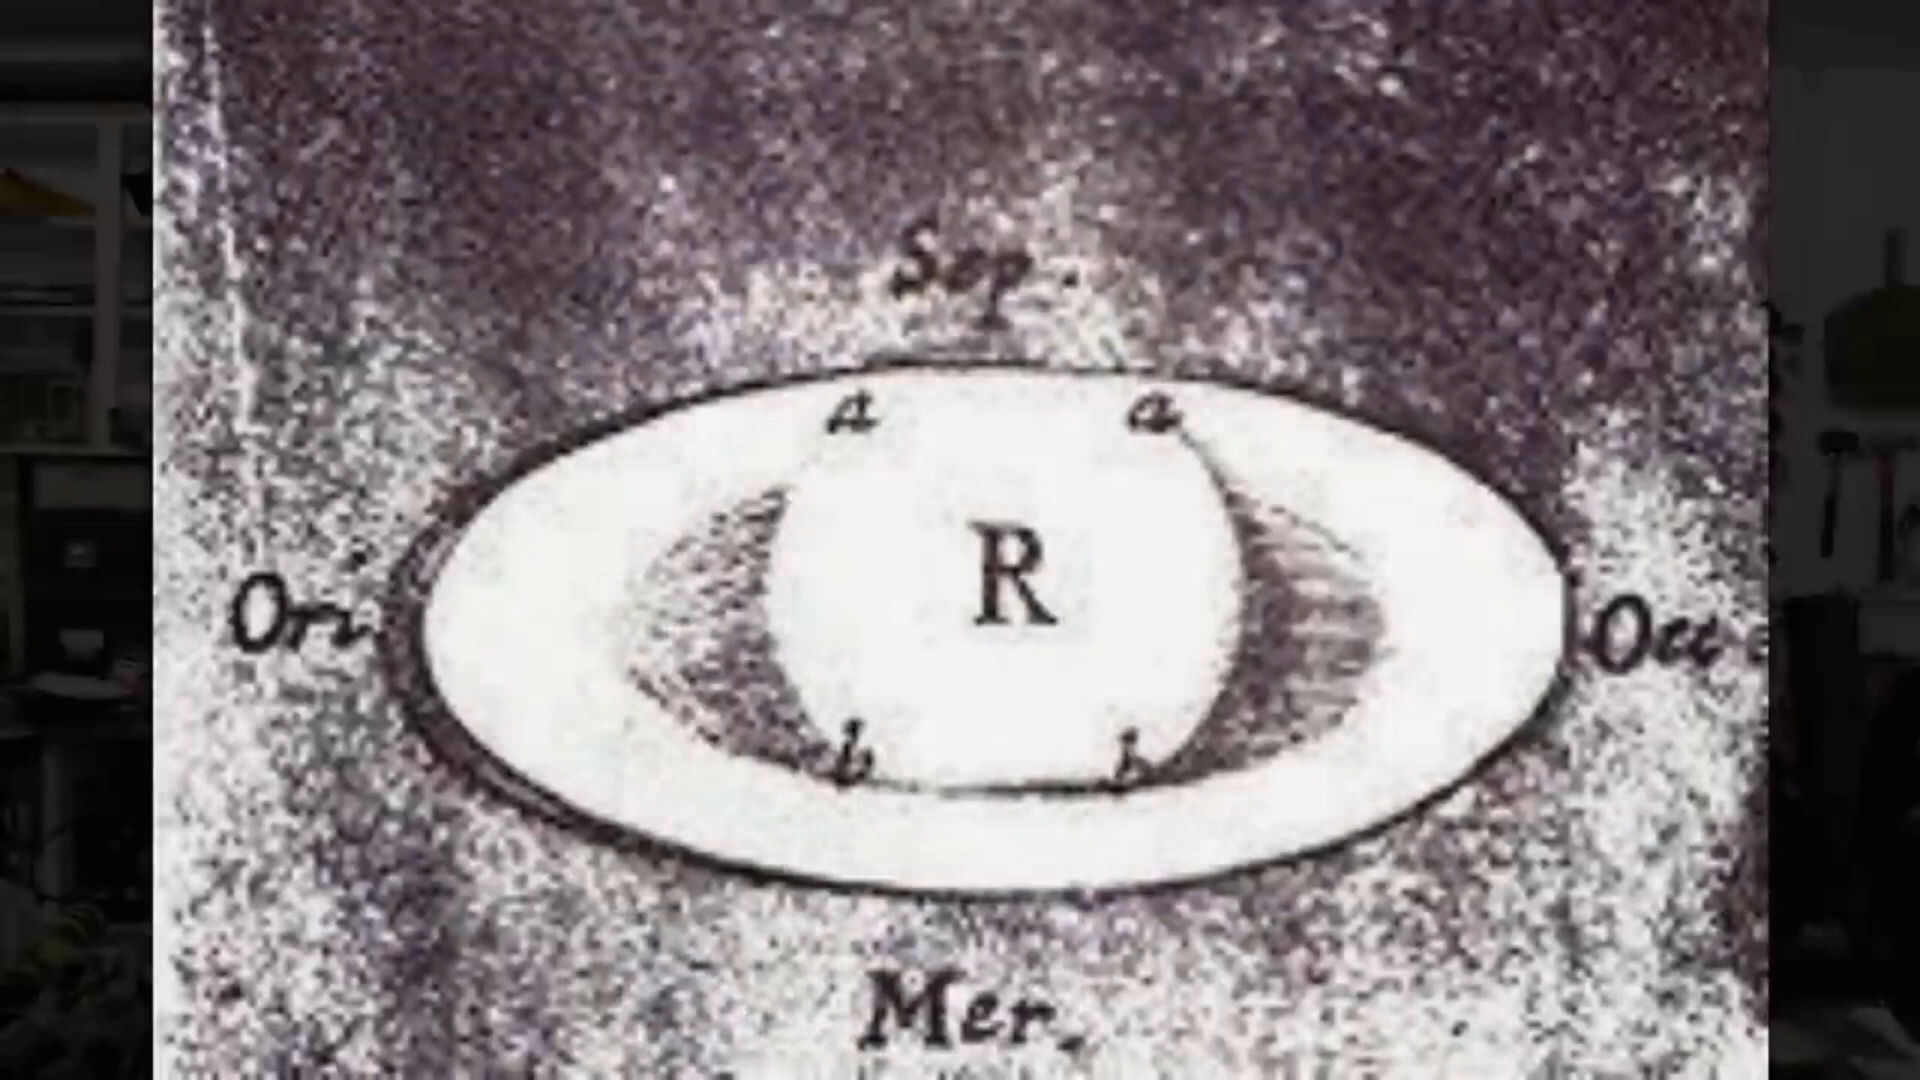 Sep.
a a
R
Ori.
Occ
b b
Mer.